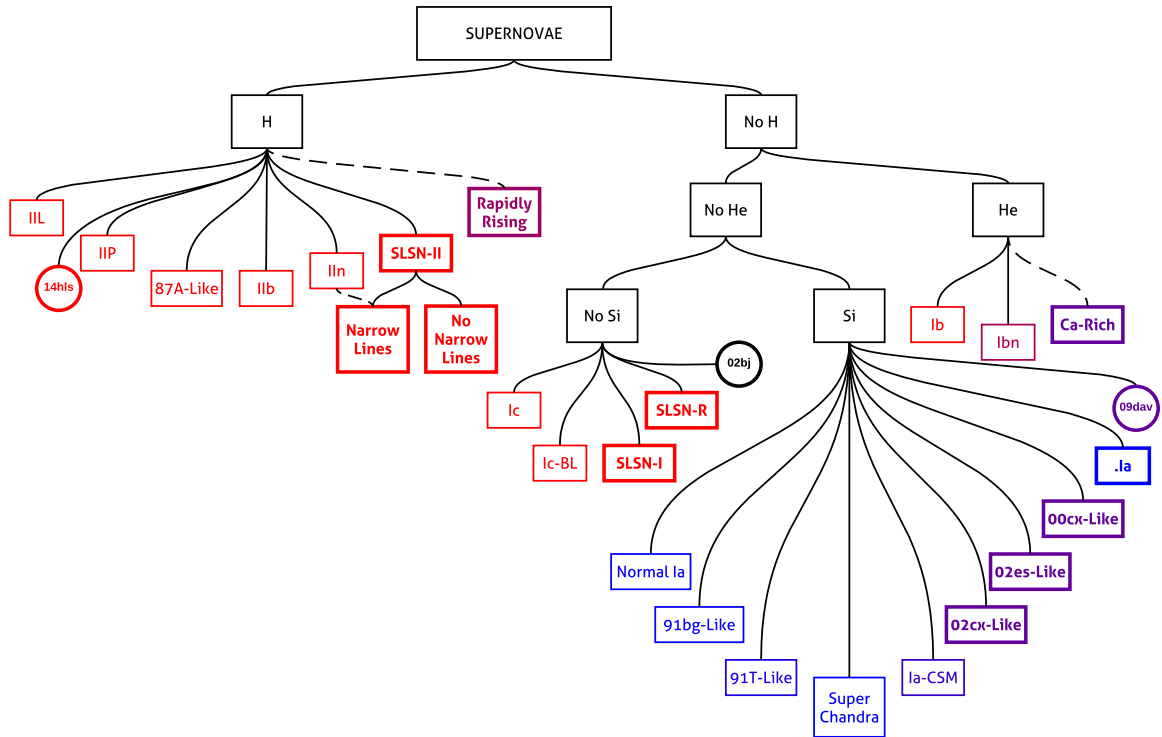 SUPERNOVAE
H
No H
IIL
14hls
IIP
87A-Like
IIb
IIn
SLSN-II
Rapidly
Rising
Narrow
Lines
No
Narrow
Lines
No He
He
No Si
Si
Ib
Ibn
Ca-Rich
02bj
Ic
Ic-BL
SLSN-I
SLSN-R
09dav
.Ia
00cx-Like
02es-Like
02cx-Like
Normal Ia
91bg-Like
91T-Like
Super
Chandra
Ia-CSM